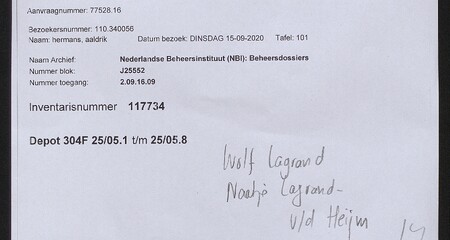 Aanvraagnummer: 77528.16
Bezoekersnummer: 110.340056
Naam: hermans, aaldrik Datum bezoek: DINSDAG 15-09-2020 Tafel: 101
Naam Archief: Nederlandse Beheersinstituut (NBI): Beheersdossiers
Nummer blok: J25552
Nummer toegang: 2.09.16.09
Inventarisnummer 117734
Depot 304F 25/05.1 t/m 25/05.8
Wolf Lagrand
Naatje Lagrand-
v/d Heijm